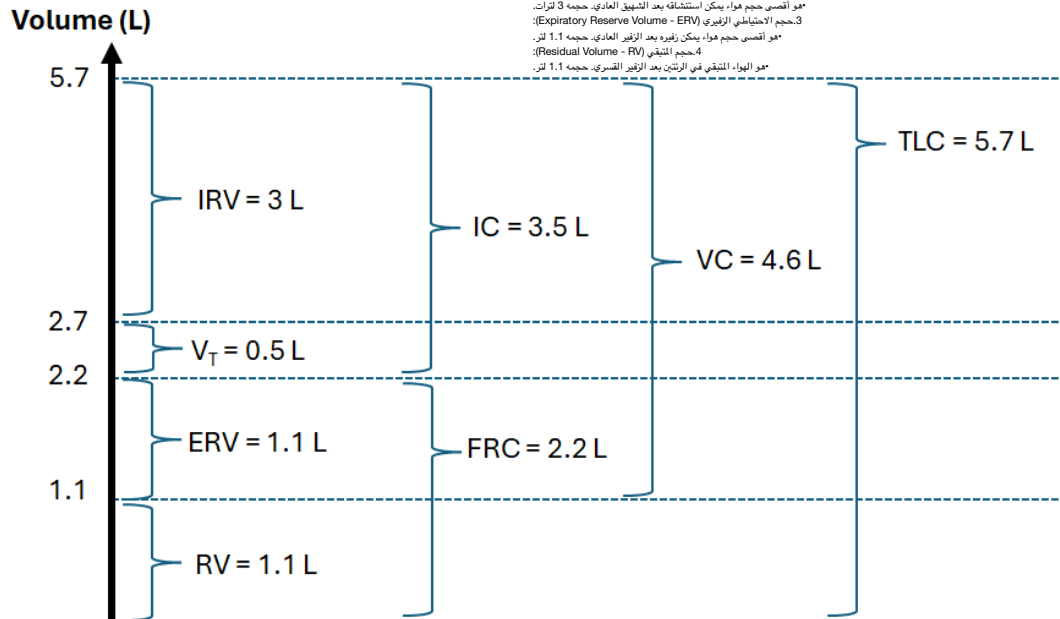 Volume (L)
•هو أقصى حجم هواء يمكن استنشاقه بعد الشهيق العادي. حجمه 3 لترات.
3.حجم الاحتياطي الزفيري (Expiratory Reserve Volume - ERV):
•هو أقصى حجم هواء يمكن زفيره بعد الزفير العادي. حجمه 1.1 لتر.
4.حجم المتبقي (Residual Volume - RV):
•هو الهواء المتبقي في الرئتين بعد الزفير القسري. حجمه 1.1 لتر.
5.7
TLC = 5.7 L
IRV = 3 L
IC = 3.5 L
VC = 4.6 L
2.7
V_T = 0.5 L
2.2
ERV = 1.1 L
FRC = 2.2 L
1.1
RV = 1.1 L